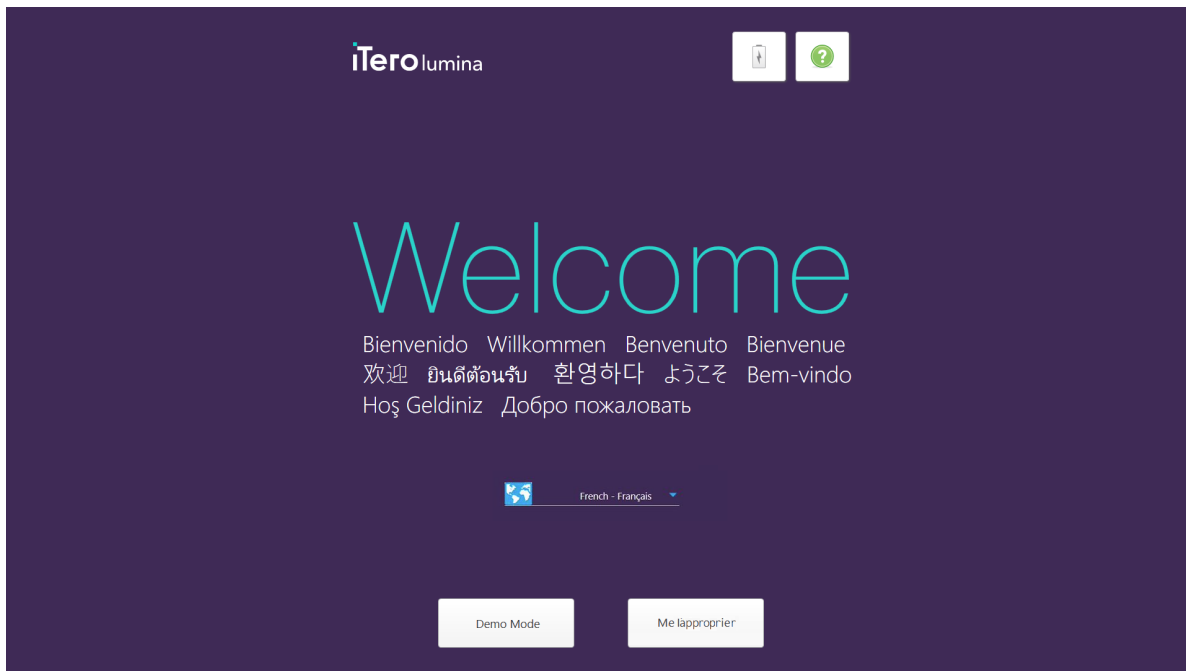 iTero lumina
?
Welcome
Bienvenido Willkommen Benvenuto Bienvenue
欢迎 ยินดีต้อนรับ 환영하다 ようこそ Bem-vindo
Hoş Geldiniz Добро пожаловать
French - Français
Demo Mode
Me lapproprier